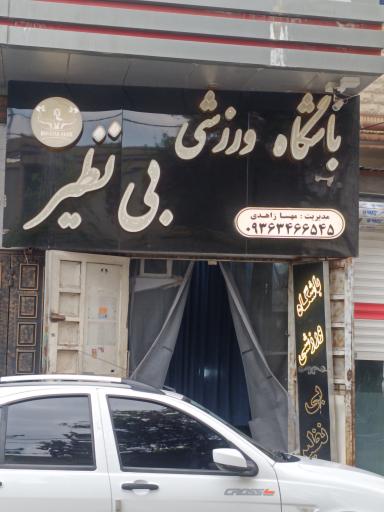 باشگاه ورزشی
بی نظیر
مدیریت : مهسا زاهدی
۰۹۳۶۳۴۶۶۵۴۵
باشگاه
ورزشی
بی
نظیر
CROSS